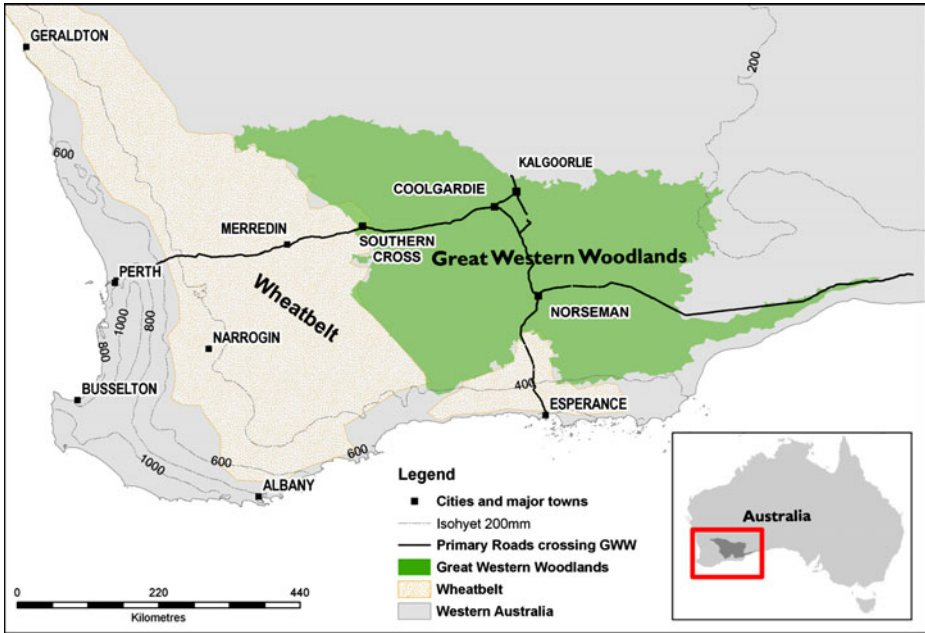 GERALDTON
200
600
KALGOORLIE
COOLGARDIE
MERREDIN
SOUTHERN
CROSS
Great Western Woodlands
PERTH
Wheatbelt
1000
800
800
NORSEMAN
NARROGIN
BUSSELTON
400
ESPERANCE
600
600
1000
ALBANY
Legend
Cities and major towns
Isohyet 200mm
Primary Roads crossing GWW
Great Western Woodlands
Wheatbelt
Western Australia
Australia
0 220 440
Kilometres